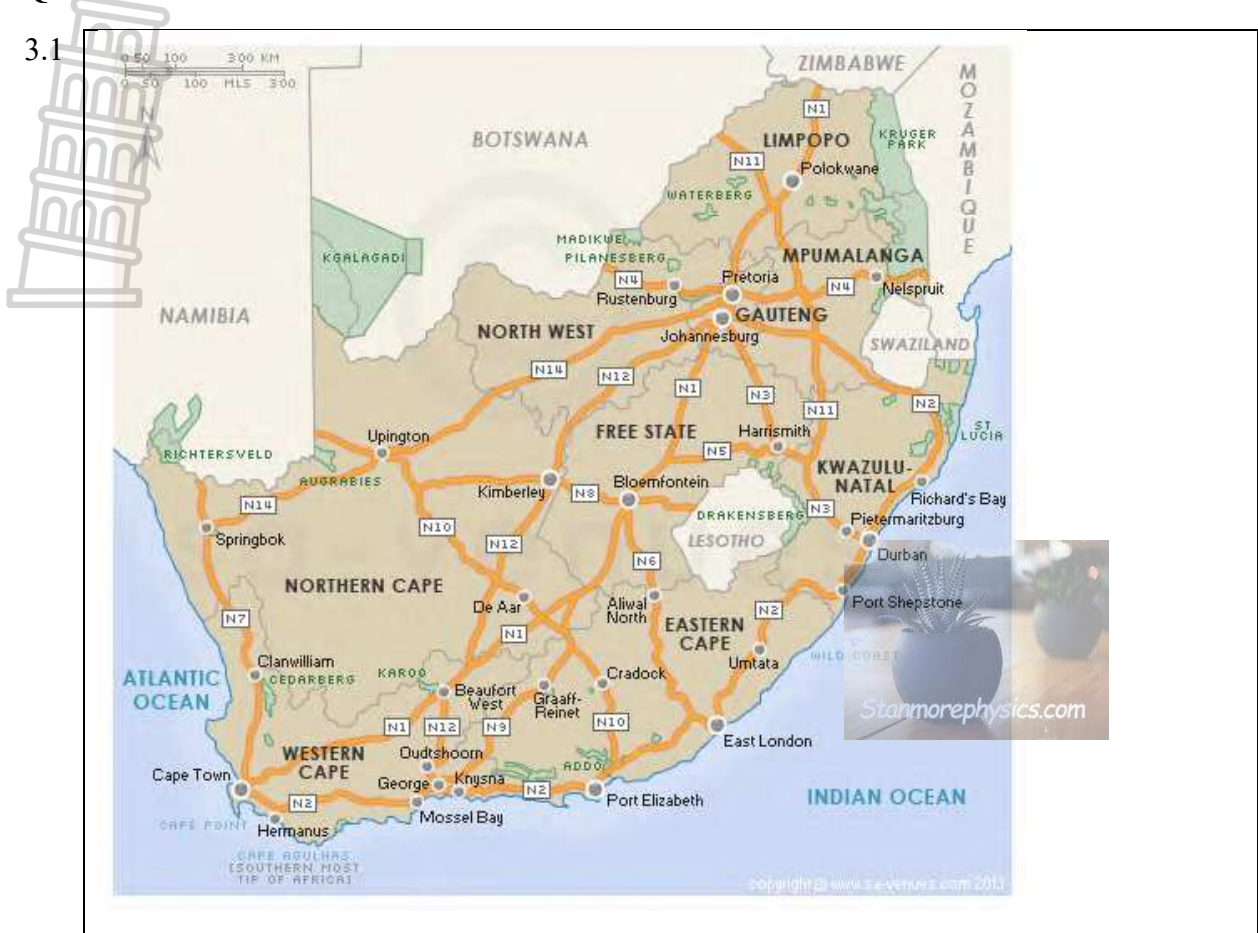 3.1
0 50 100 300 KM
0 50 100 MLS 300
N
ZIMBABWE
MOZAMBIQUE
BOTSWANA
N1
LIMPOPO
KRUGER PARK
N11
Polokwane
WATERBERG
MADIKWE
PILANESBERG
KGALAGADI
MPUMALANGA
N4
Pretoria
N4
Nelspruit
Rustenburg
NAMIBIA
NORTH WEST
GAUTENG
Johannesburg
SWAZILAND
N14
N12
N1
N3
N11
N2
ST LUCIA
Upington
FREE STATE
Harrismith
RICHTERSVELD
N5
KWAZULU-
NATAL
AUGRABIES
Kimberley
N8
Bloemfontein
Richard's Bay
N14
DRAKENSBERG
N3
Pietermaritzburg
Springbok
N10
N12
LESOTHO
Durban
N6
NORTHERN CAPE
De Aar
Aliwal
North
N2
Port Shepstone
N7
N1
EASTERN
CAPE
WILD COAST
Umtata
Clanwilliam
CEDARBERG
KAROO
Cradock
ATLANTIC
OCEAN
Beaufort
West
Graaff-
Reinet
Stanmorephysics.com
N1
N12
N9
N10
East London
WESTERN
CAPE
Oudtshoorn
ADDO
Cape Town
George
Knysna
N2
INDIAN OCEAN
N2
Port Elizabeth
Mossel Bay
CAPE POINT
Hermanus
CAPE AGULHAS
(SOUTHERN MOST
TIP OF AFRICA)
copyright@ www.sa-venues.com 2013